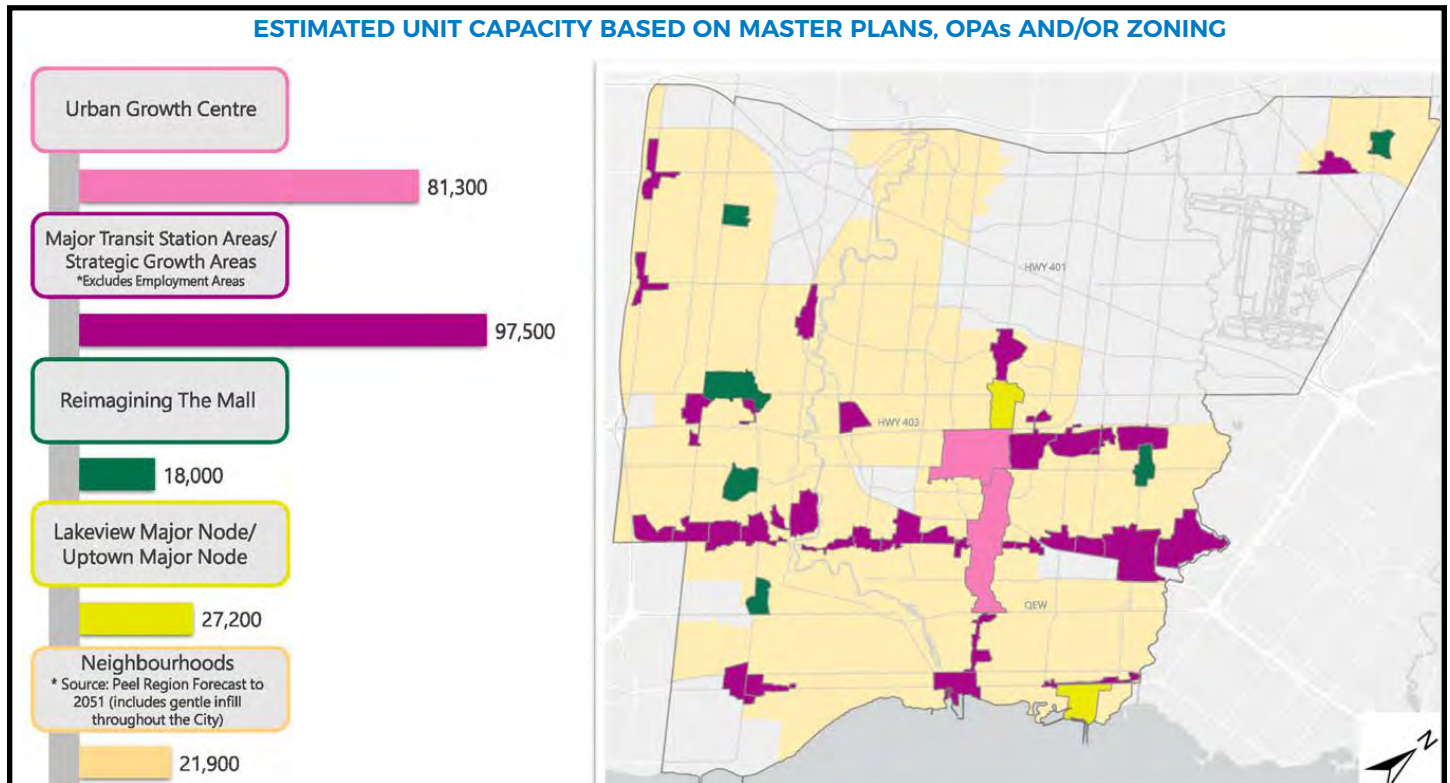 ESTIMATED UNIT CAPACITY BASED ON MASTER PLANS, OPAs AND/OR ZONING
Urban Growth Centre
81,300
Major Transit Station Areas/
Strategic Growth Areas
*Excludes Employment Areas
97,500
Reimagining The Mall
18,000
Lakeview Major Node/
Uptown Major Node
27,200
Neighbourhoods
* Source: Peel Region Forecast to
2051 (includes gentle infill
throughout the City)
21,900
HWY 401
HWY 403
QEW
N